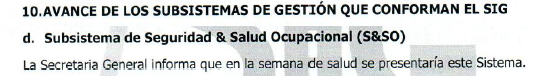 10.AVANCE DE LOS SUBSISTEMAS DE GESTIÓN QUE CONFORMAN EL SIG
d. Subsistema de Seguridad & Salud Ocupacional (S&SO)
La Secretaria General informa que en la semana de salud se presentaría este Sistema.